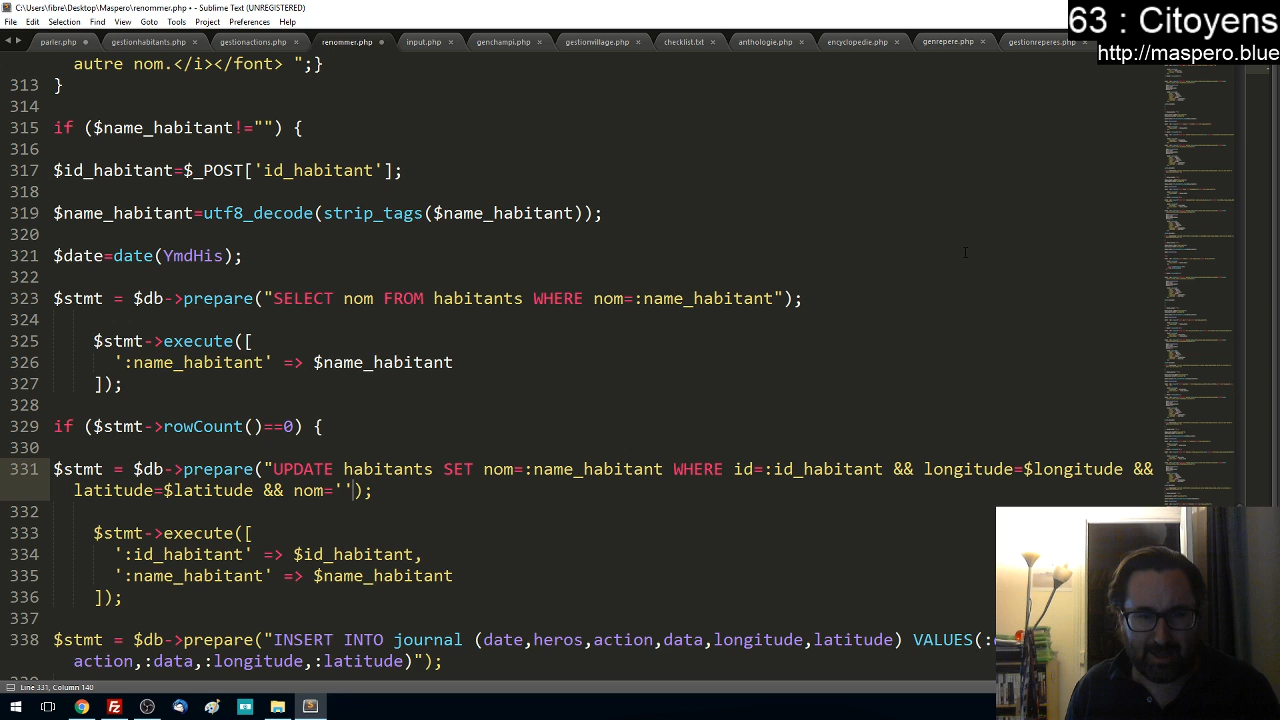 C:\Users\fibre\Desktop\Maspero\renommer.php • - Sublime Text (UNREGISTERED)
63 : Citoyens
File Edit Selection Find View Goto Tools Project Preferences Help
http://maspero.blue
parler.php gestionhabitants.php gestionactions.php renommer.php input.php genchampi.php gestionvillage.php checklist.txt anthologie.php encyclopedie.php genrepere.php gestionreperes.php
autre nom.</i></font> ";}
313 }
314
315 if ($name_habitant!="") {
316
317 $id_habitant=$_POST['id_habitant'];
318
319 $name_habitant=utf8_decode(strip_tags($name_habitant));
320
321 $date=date(YmdHis);
322
323 $stmt = $db->prepare("SELECT nom FROM habitants WHERE nom=:name_habitant");
324
325 $stmt->execute([
326 ':name_habitant' => $name_habitant
327 ]);
328
329 if ($stmt->rowCount()==0) {
330
331 $stmt = $db->prepare("UPDATE habitants SET nom=:name_habitant WHERE id=:id_habitant && longitude=$longitude &&
latitude=$latitude && nom='');
332
333 $stmt->execute([
334 ':id_habitant' => $id_habitant,
335 ':name_habitant' => $name_habitant
336 ]);
337
338 $stmt = $db->prepare("INSERT INTO journal (date,heros,action,data,longitude,latitude) VALUES(:
action,:data,:longitude,:latitude)");
Line 331, Column 140